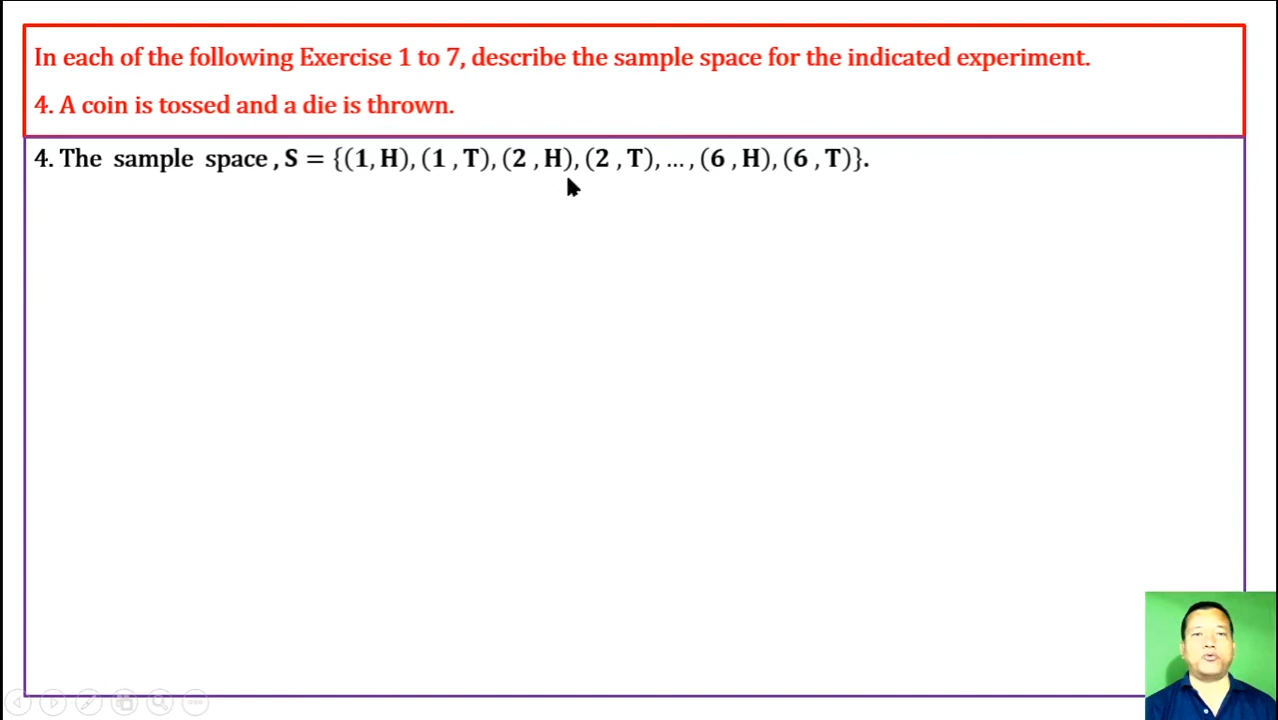 In each of the following Exercise 1 to 7, describe the sample space for the indicated experiment.
4. A coin is tossed and a die is thrown.
4. The sample space , S = {(1, H), (1 , T), (2 , H), (2 , T), … , (6 , H), (6 , T)}.